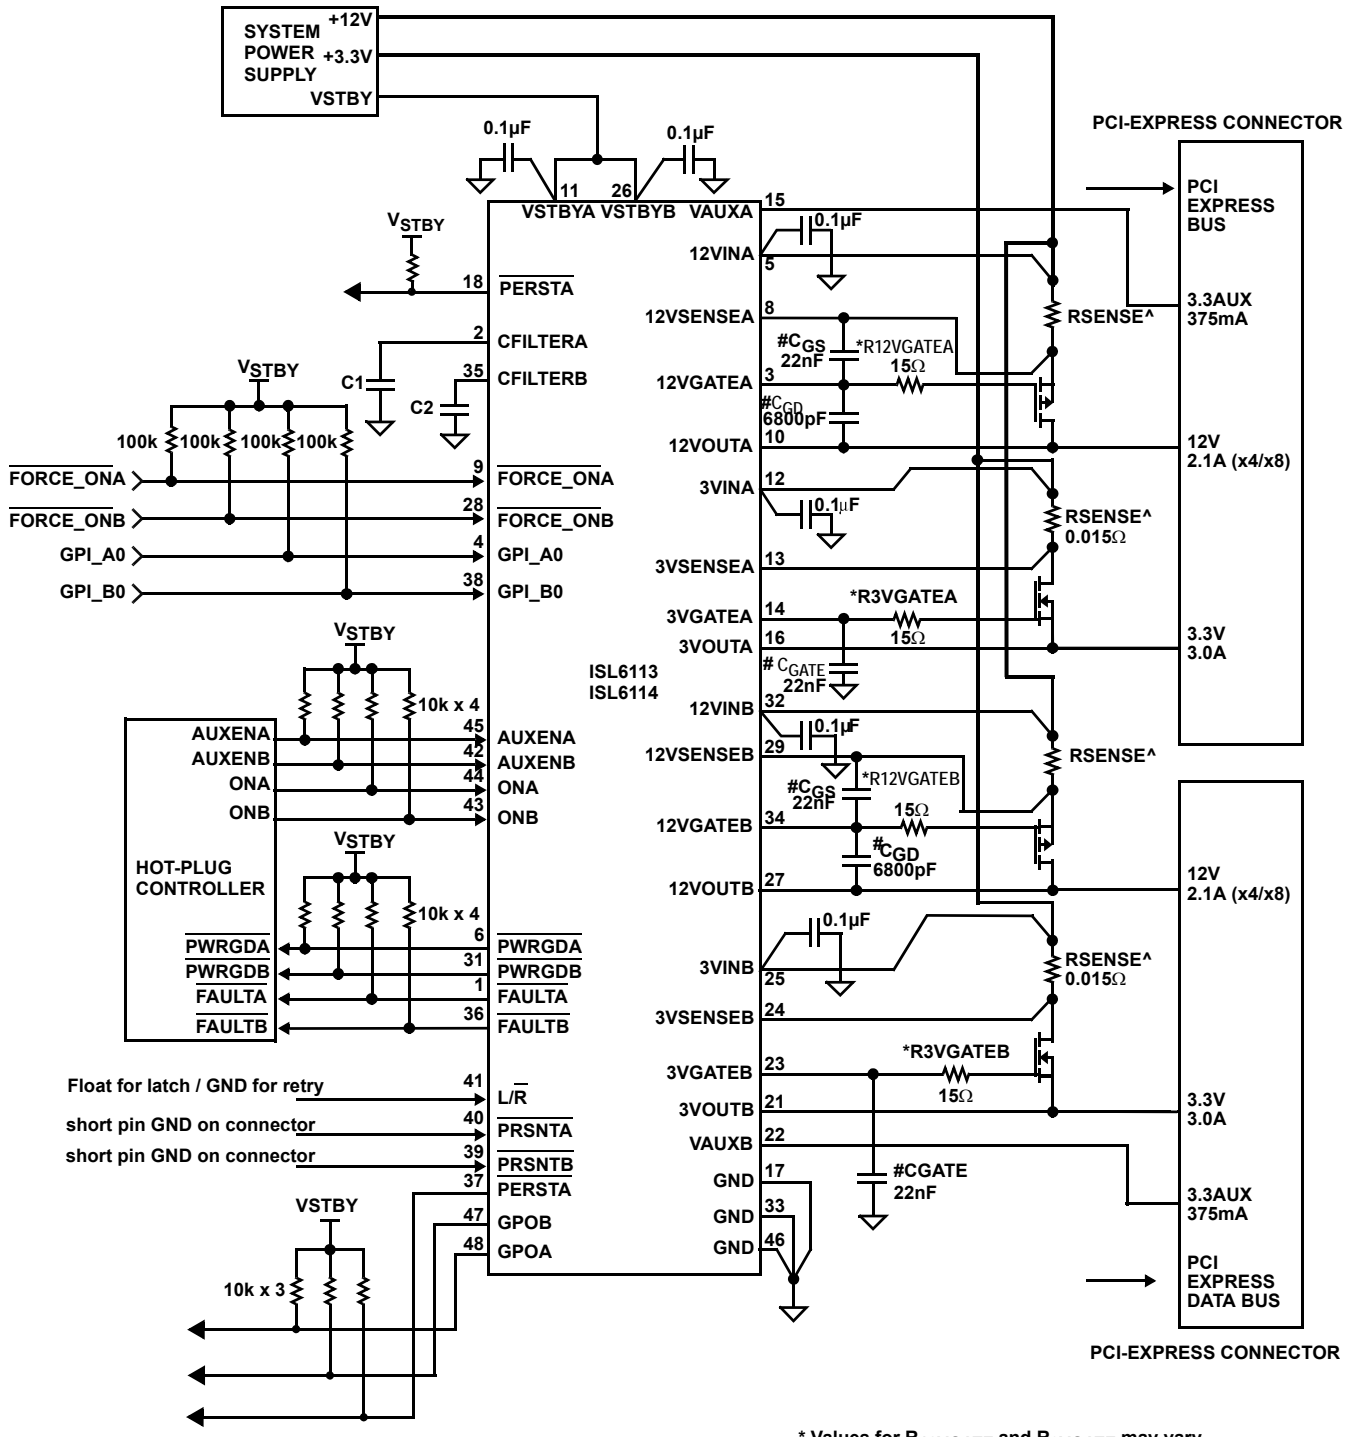 SYSTEM
POWER
SUPPLY
+12V
+3.3V
VSTBY
0.1µF
0.1µF
11
26
VSTBYA
VSTBYB
VAUXA
15
PCI-EXPRESS CONNECTOR
PCI
EXPRESS
BUS
0.1µF
12VINA
5
VSTBY
18
PERSTA
12VSENSEA
8
RSENSE^
3.3AUX
375mA
2
CFILTERA
#CGS
22nF
*R12VGATEA
15Ω
35
CFILTERB
C1
C2
12VGATEA
3
#CGD
6800pF
VSTBY
100k
100k
100k
100k
12VOUTA
10
12V
2.1A (x4/x8)
FORCE_ONA
9
FORCE_ONA
3VINA
12
0.1µF
RSENSE^
0.015Ω
FORCE_ONB
28
FORCE_ONB
GPI_A0
4
GPI_A0
3VSENSEA
13
GPI_B0
38
GPI_B0
*R3VGATEA
15Ω
3VGATEA
14
3VOUTA
16
3.3V
3.0A
VSTBY
ISL6113
ISL6114
# CGATE
22nF
10k x 4
12VINB
32
0.1µF
AUXENA
45
AUXENA
AUXENB
42
AUXENB
12VSENSEB
29
RSENSE^
ONA
44
ONA
#CGS
22nF
*R12VGATEB
15Ω
ONB
43
ONB
12VGATEB
34
VSTBY
#CGD
6800pF
HOT-PLUG
CONTROLLER
12VOUTB
27
12V
2.1A (x4/x8)
10k x 4
0.1µF
PWRGDA
6
PWRGDA
PWRGDB
31
PWRGDB
3VINB
25
RSENSE^
0.015Ω
FAULTA
1
FAULTA
FAULTB
36
FAULTB
3VSENSEB
24
*R3VGATEB
15Ω
3VGATEB
23
Float for latch / GND for retry
41
L/R
3VOUTB
21
3.3V
3.0A
short pin GND on connector
40
PRSNTA
VAUXB
22
short pin GND on connector
39
PRSNTB
GND
17
#CGATE
22nF
37
PERSTA
3.3AUX
375mA
VSTBY
47
GPOB
GND
33
48
GPOA
GND
46
10k x 3
PCI
EXPRESS
DATA BUS
PCI-EXPRESS CONNECTOR
* Values for R and R may vary